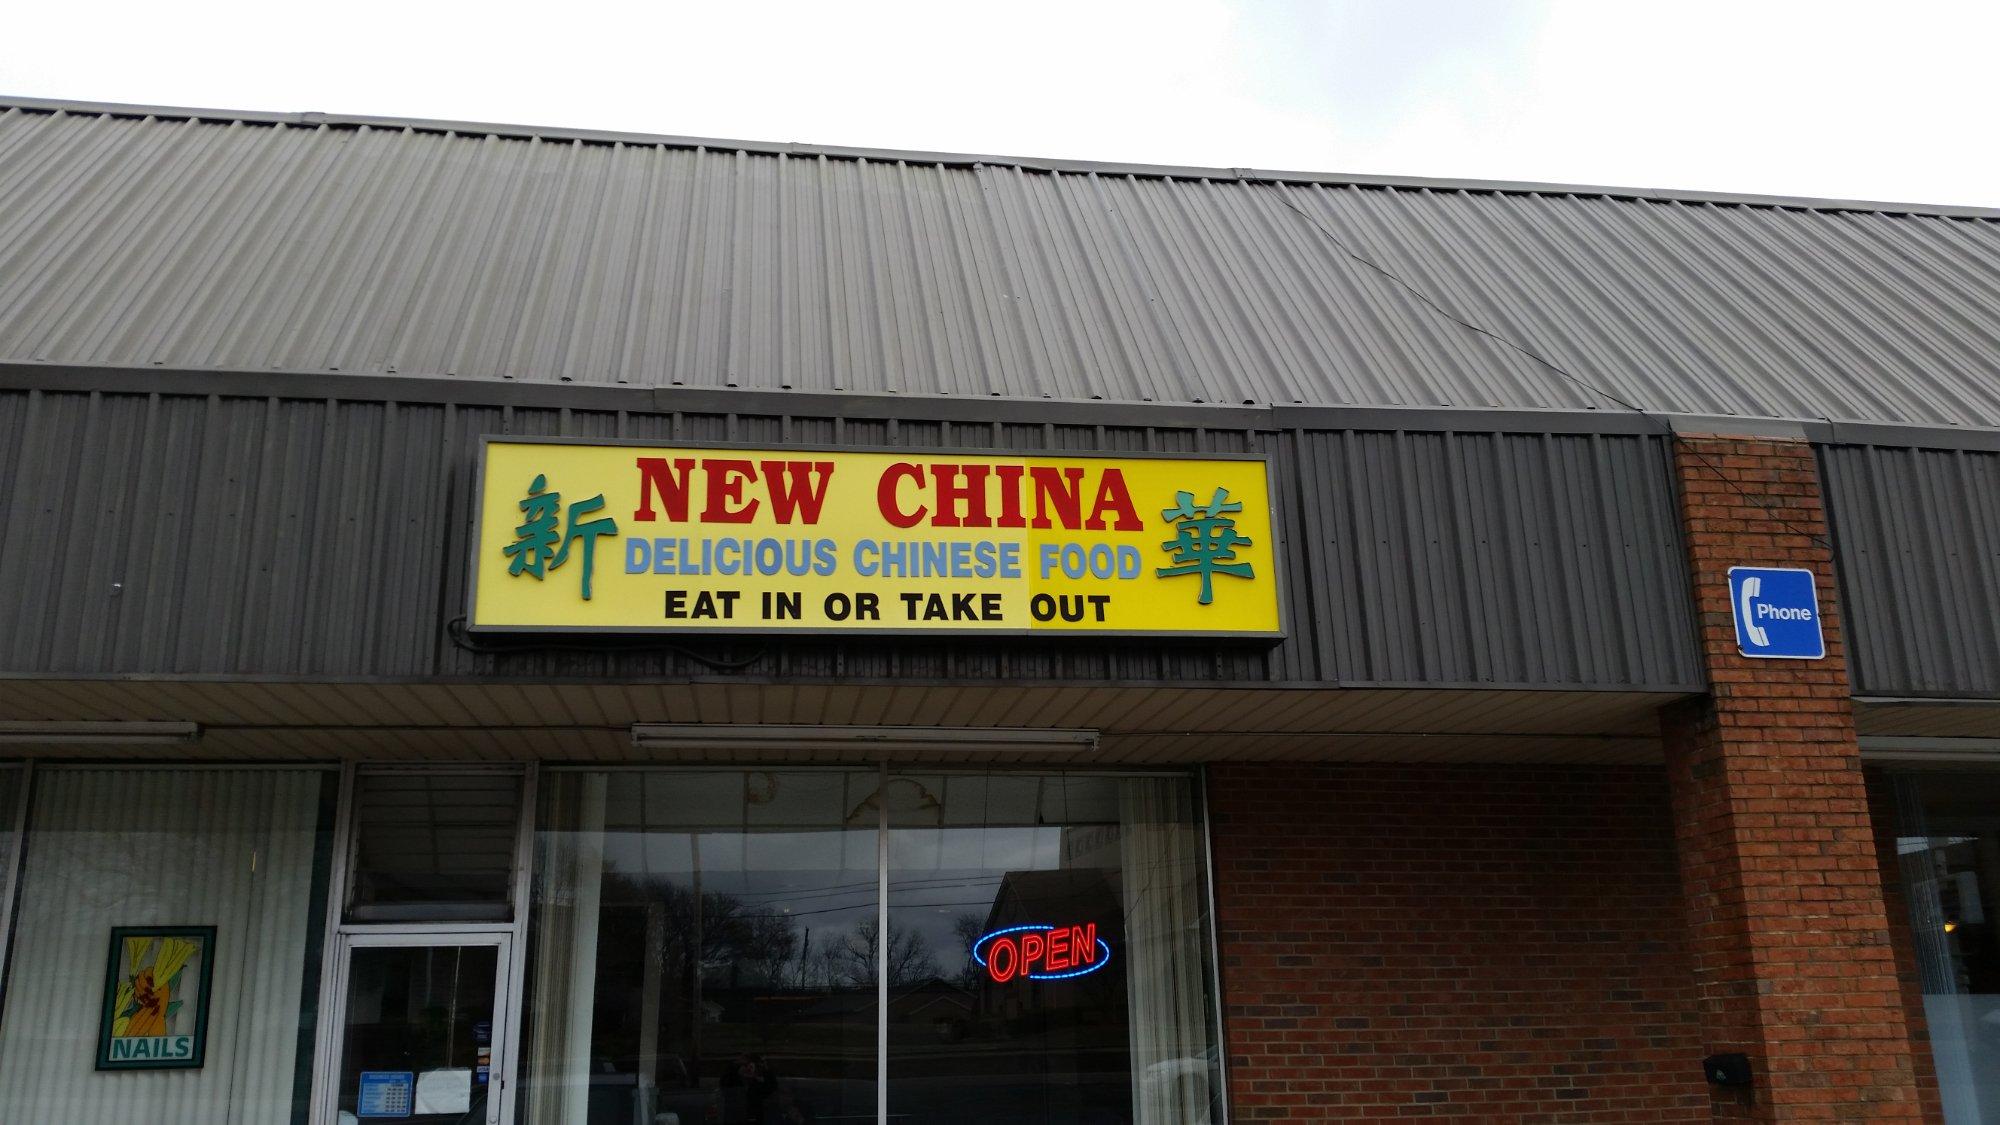 新 華
NEW CHINA
DELICIOUS CHINESE FOOD
EAT IN OR TAKE OUT
Phone
OPEN
NAILS